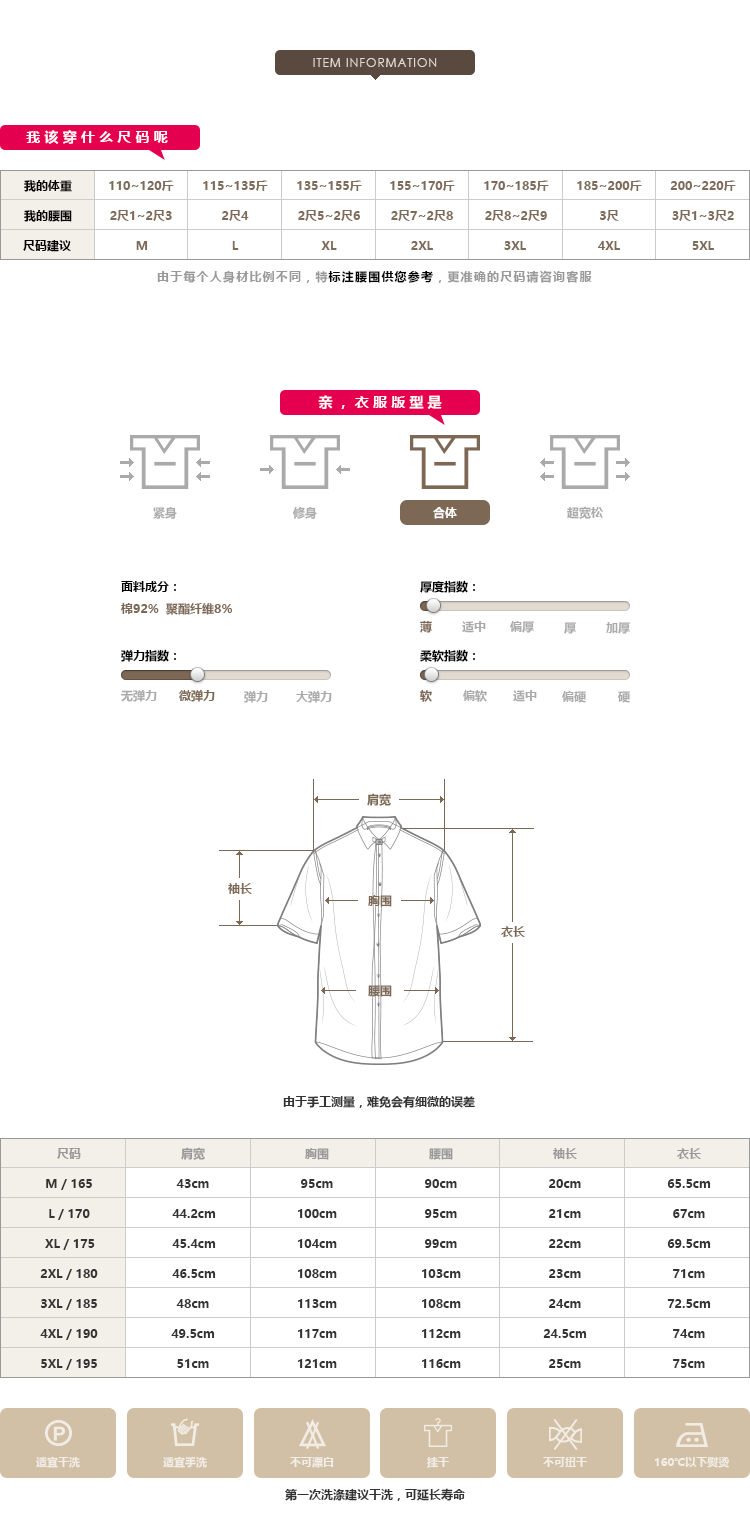 ITEM INFORMATION
我该穿什么尺码呢
我的体重 110~120斤 115~135斤 135~155斤 155~170斤 170~185斤 185~200斤 200~220斤
我的腰围 2尺1~2尺3 2尺4 2尺5~2尺6 2尺7~2尺8 2尺8~2尺9 3尺 3尺1~3尺2
尺码建议 M L XL 2XL 3XL 4XL 5XL
由于每个人身材比例不同，特标注腰围供您参考，更准确的尺码请咨询客服
亲，衣服版型是
紧身 修身 合体 超宽松
面料成分：
棉92% 聚酯纤维8%
厚度指数：
薄 适中 偏厚 厚 加厚
弹力指数：
无弹力 微弹力 弹力 大弹力
柔软指数：
软 偏软 适中 偏硬 硬
肩宽
袖长
胸围
衣长
腰围
由于手工测量，难免会有细微的误差
尺码 肩宽 胸围 腰围 袖长 衣长
M / 165 43cm 95cm 90cm 20cm 65.5cm
L / 170 44.2cm 100cm 95cm 21cm 67cm
XL / 175 45.4cm 104cm 99cm 22cm 69.5cm
2XL / 180 46.5cm 108cm 103cm 23cm 71cm
3XL / 185 48cm 113cm 108cm 24cm 72.5cm
4XL / 190 49.5cm 117cm 112cm 24.5cm 74cm
5XL / 195 51cm 121cm 116cm 25cm 75cm
P
适宜干洗 适宜手洗 不可漂白 挂干 不可扭干 160℃以下熨烫
第一次洗涤建议干洗，可延长寿命